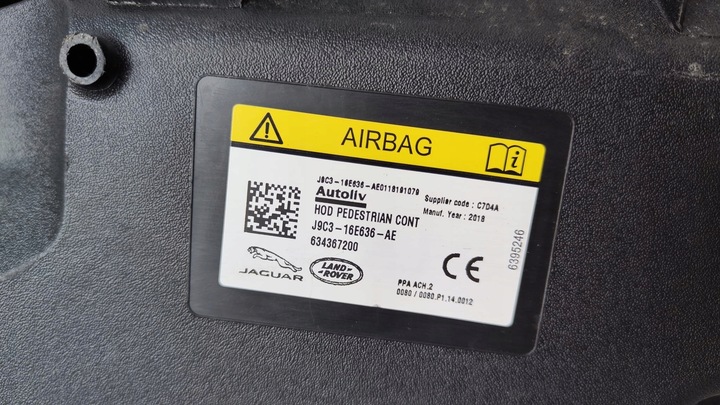 AIRBAG
J9C3-16E636-AE0118191079
Autoliv
Supplier code : C7D4A
HOD PEDESTRIAN CONT
Manuf. Year : 2018
J9C3-16E636-AE
634367200
JAGUAR
LAND-
-ROVER
CE
PPA ACH.2
0080 / 0080.P1.14.0012
6395246